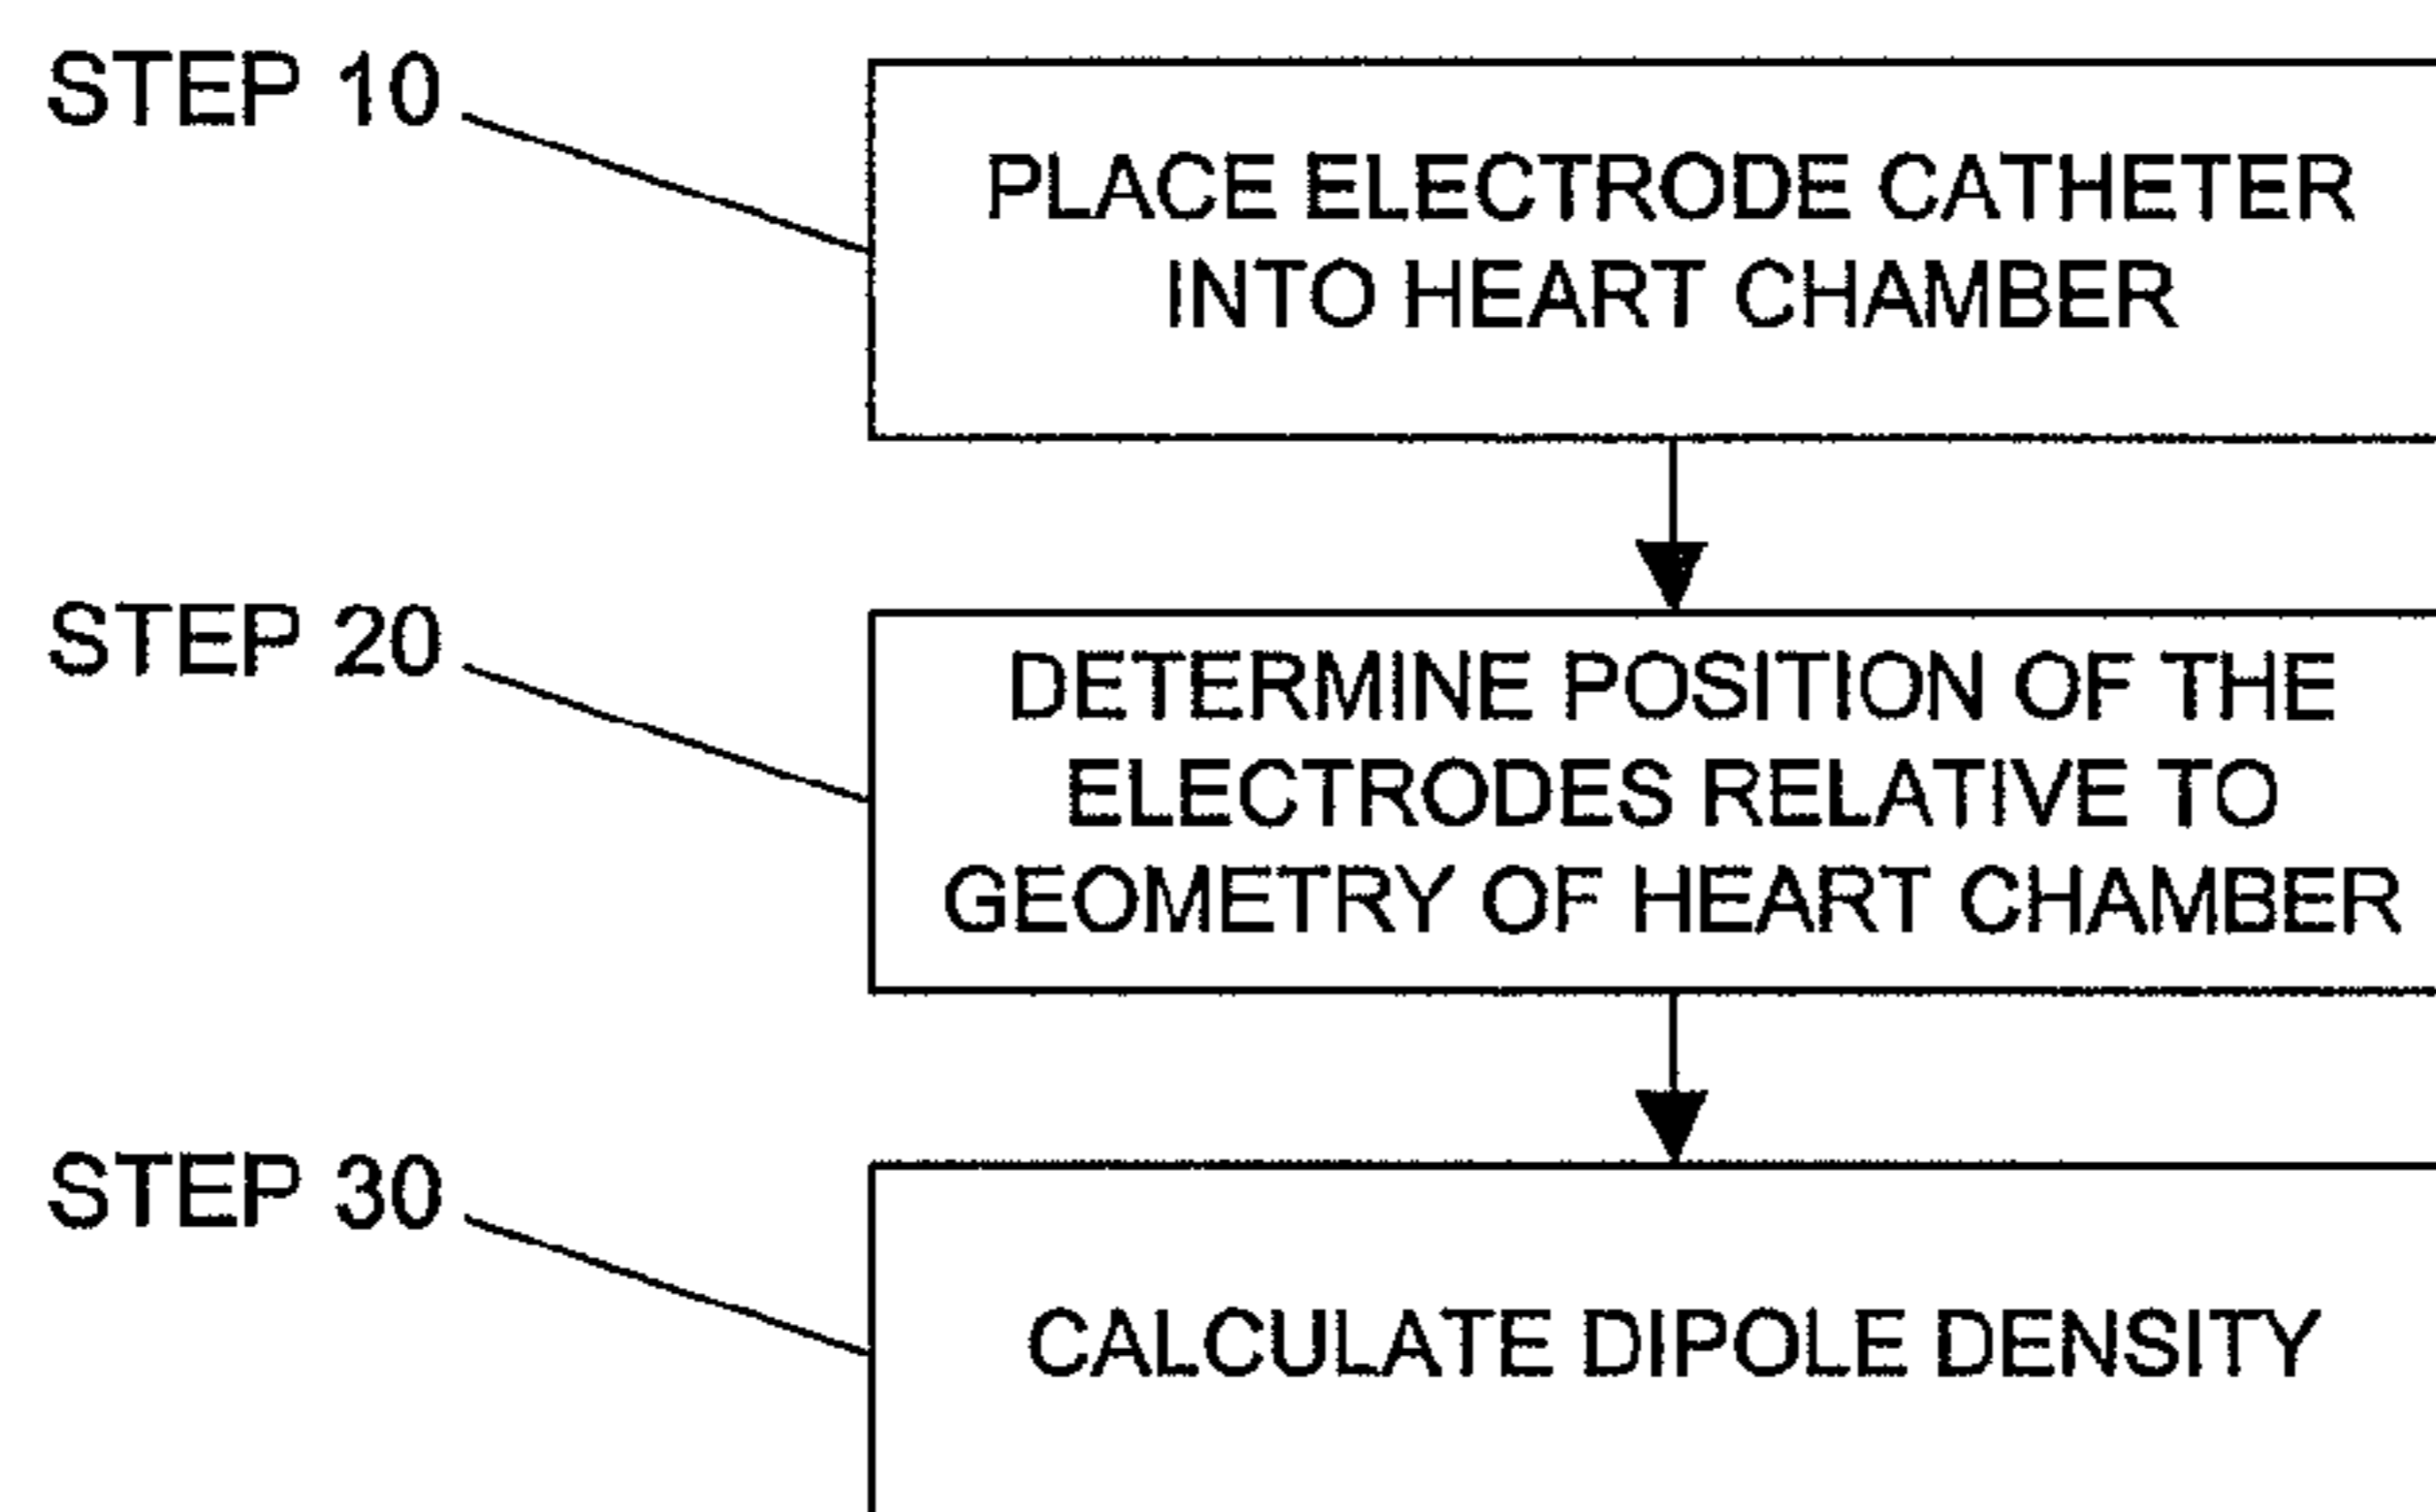 STEP 10
PLACE ELECTRODE CATHETER
INTO HEART CHAMBER
STEP 20
DETERMINE POSITION OF THE
ELECTRODES RELATIVE TO
GEOMETRY OF HEART CHAMBER
STEP 30
CALCULATE DIPOLE DENSITY